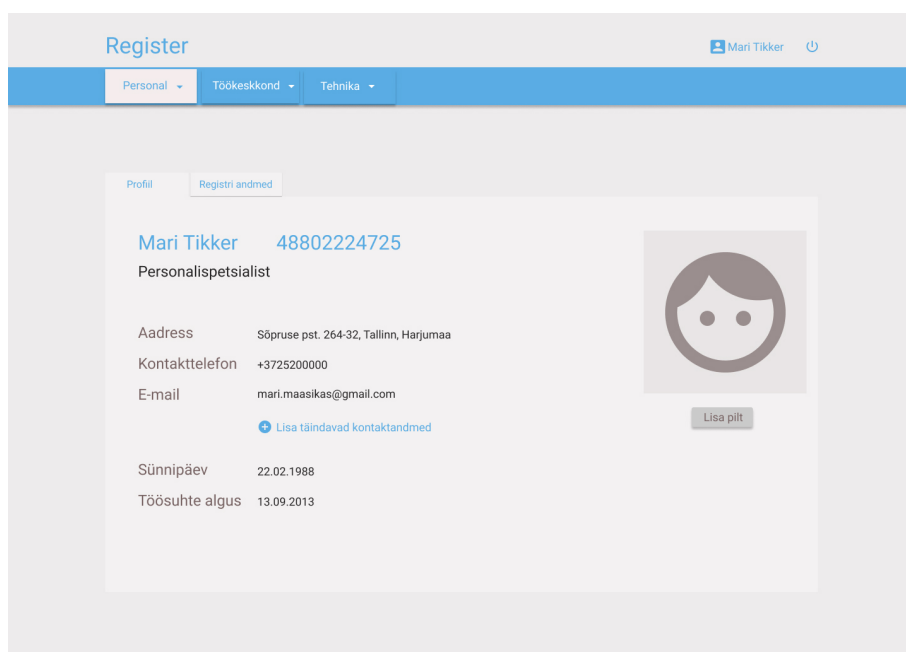 Register
Mari Tikker
Personal
Töökeskkond
Tehnika
Profiil
Registri andmed
Mari Tikker 48802224725
Personalispetsialist
Aadress Sõpruse pst. 264-32, Tallinn, Harjumaa
Kontakttelefon +3725200000
E-mail mari.maasikas@gmail.com
Lisa täindavad kontaktandmed
Lisa pilt
Sünnipäev 22.02.1988
Töösuhte algus 13.09.2013